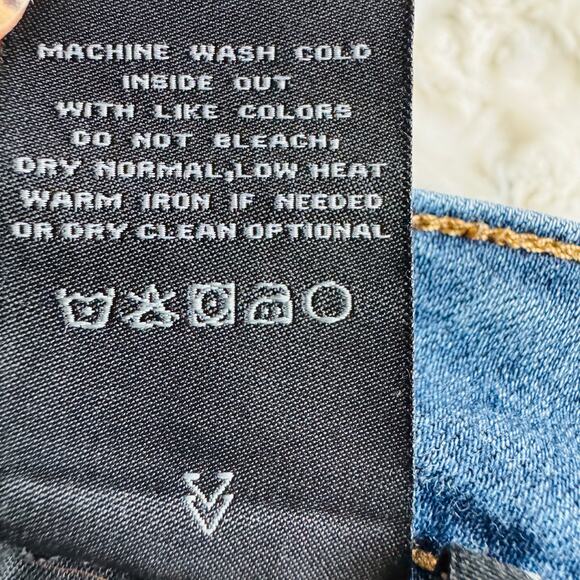 MACHINE WASH COLD
INSIDE OUT
WITH LIKE COLORS
DO NOT BLEACH,
DRY NORMAL,LOW HEAT
WARM IRON IF NEEDED
OR DRY CLEAN OPTIONAL